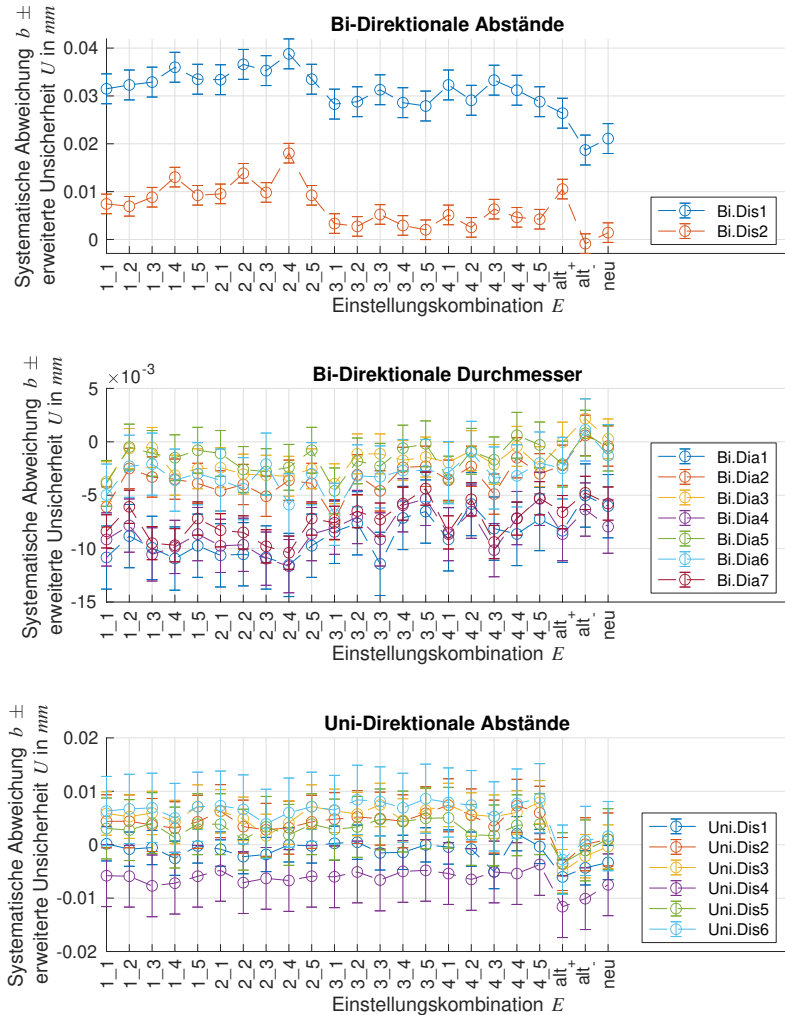 Bi-Direktionale Abstände
Systematische Abweichung b ±
erweiterte Unsicherheit U in mm
0.04
0.03
0.02
0.01
0
1_1
1_2
1_3
1_4
1_5
2_1
2_2
2_3
2_4
2_5
3_1
3_2
3_3
3_4
3_5
4_1
4_2
4_3
4_4
4_5
alt+
alt-
neu
Einstellungskombination E
Bi.Dis1
Bi.Dis2
Bi-Direktionale Durchmesser
×10-3
Systematische Abweichung b ±
erweiterte Unsicherheit U in mm
5
0
-5
-10
-15
1_1
1_2
1_3
1_4
1_5
2_1
2_2
2_3
2_4
2_5
3_1
3_2
3_3
3_4
3_5
4_1
4_2
4_3
4_4
4_5
alt+
alt-
neu
Einstellungskombination E
Bi.Dia1
Bi.Dia2
Bi.Dia3
Bi.Dia4
Bi.Dia5
Bi.Dia6
Bi.Dia7
Uni-Direktionale Abstände
Systematische Abweichung b ±
erweiterte Unsicherheit U in mm
0.02
0.01
0
-0.01
-0.02
1_1
1_2
1_3
1_4
1_5
2_1
2_2
2_3
2_4
2_5
3_1
3_2
3_3
3_4
3_5
4_1
4_2
4_3
4_4
4_5
alt+
alt-
neu
Einstellungskombination E
Uni.Dis1
Uni.Dis2
Uni.Dis3
Uni.Dis4
Uni.Dis5
Uni.Dis6